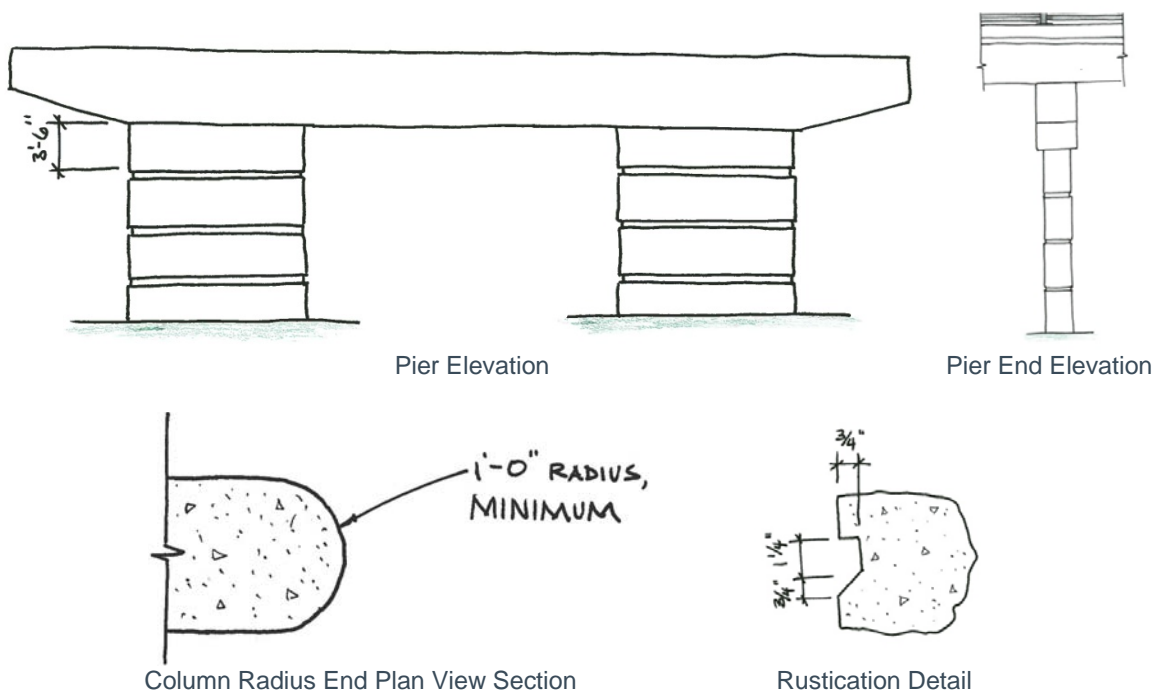 3'-6"
Pier Elevation
Pier End Elevation
1'-0" RADIUS,
MINIMUM
3/4"
1 1/4"
3/4"
Column Radius End Plan View Section
Rustication Detail